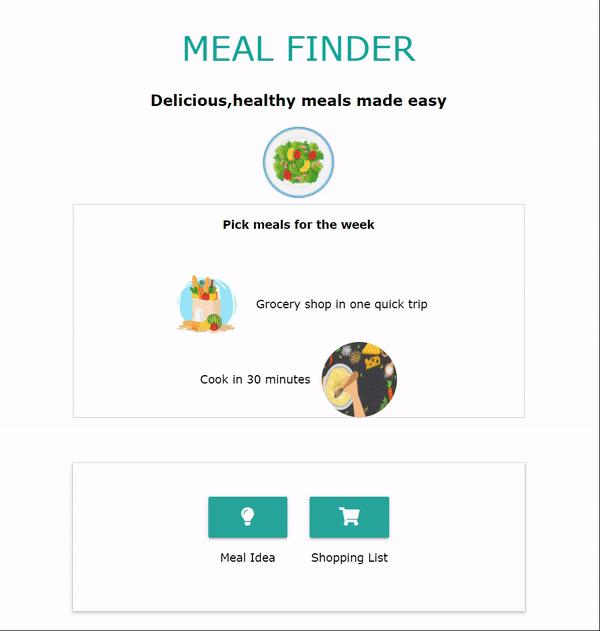 MEAL FINDER
Delicious,healthy meals made easy
Pick meals for the week
Grocery shop in one quick trip
Cook in 30 minutes
Meal Idea
Shopping List